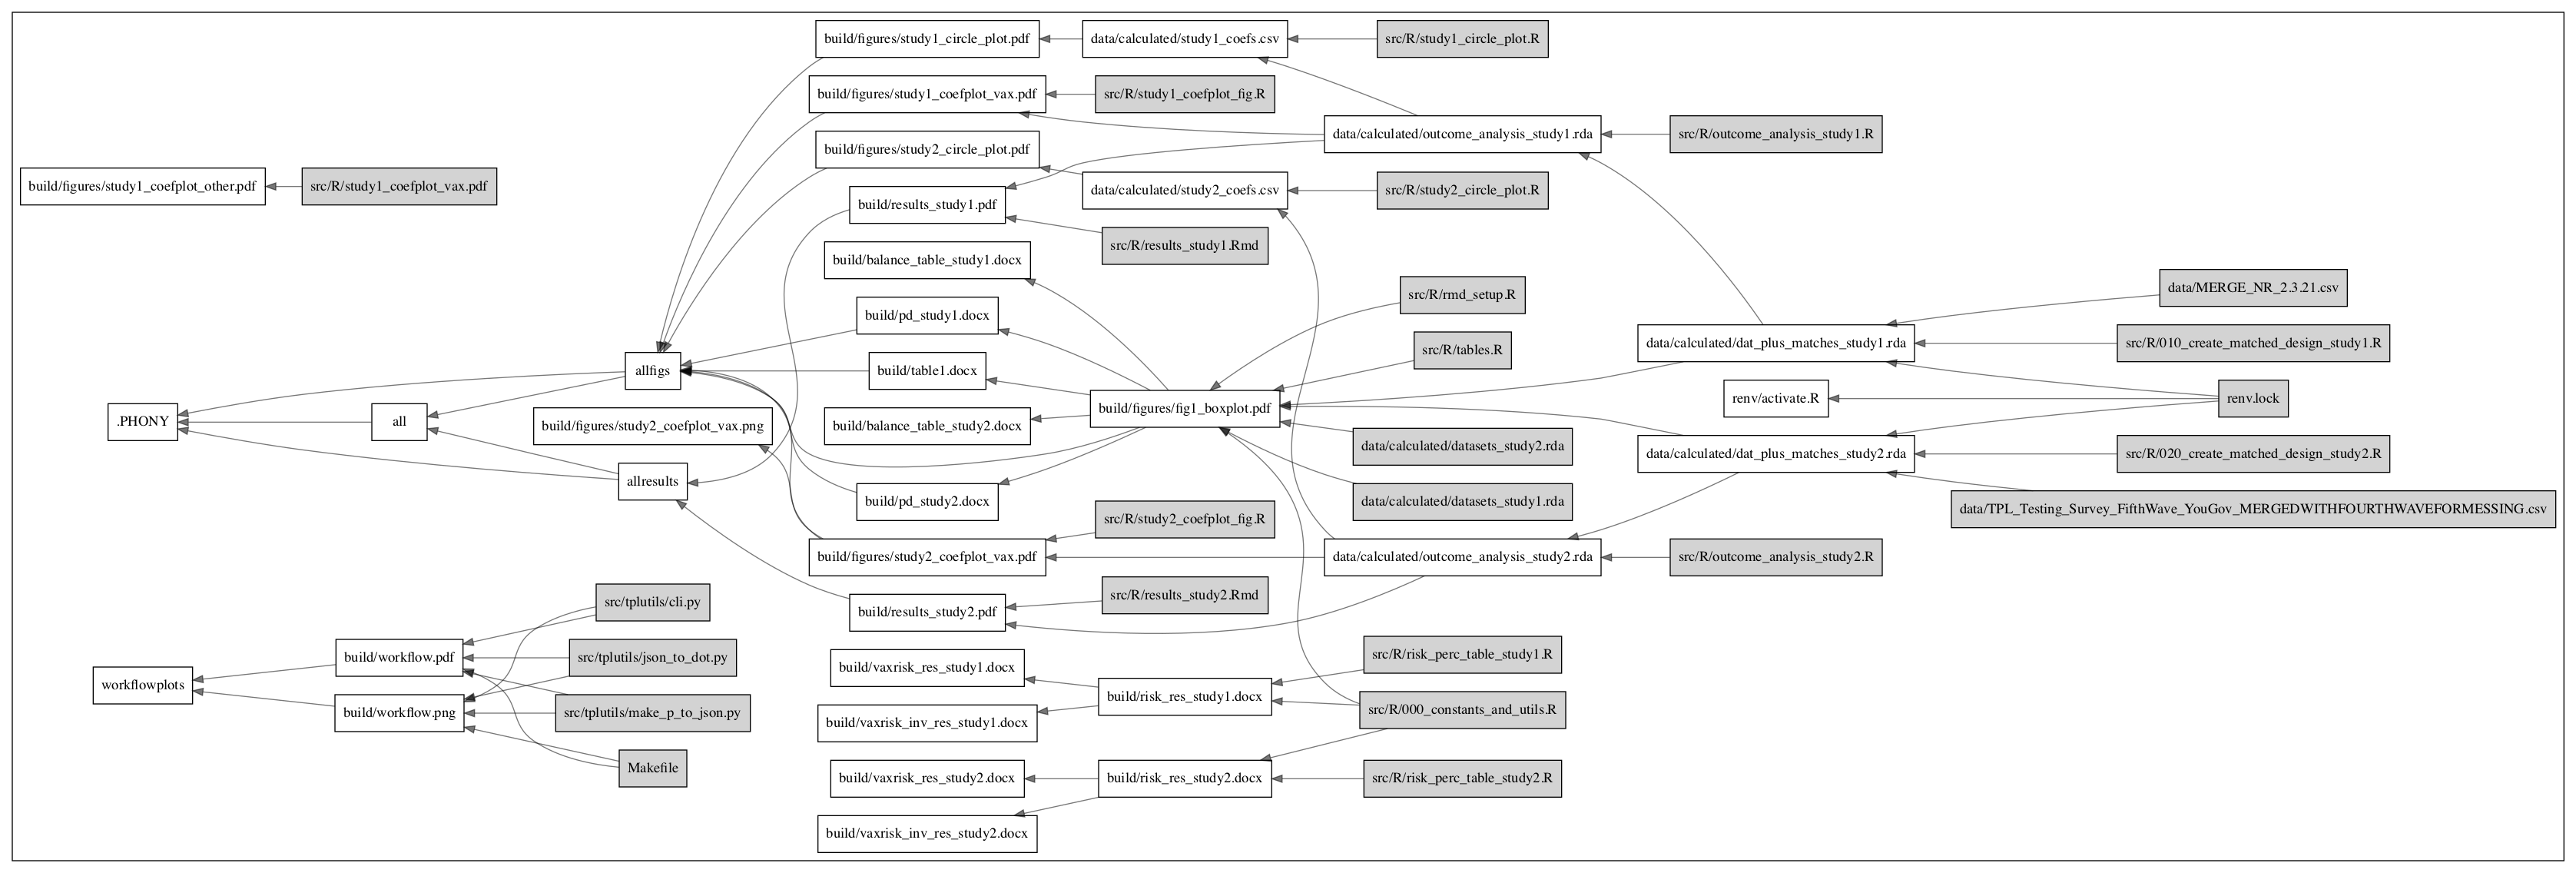 build/figures/study1_circle_plot.pdf
data/calculated/study1_coefs.csv
src/R/study1_circle_plot.R
build/figures/study1_coefplot_vax.pdf
src/R/study1_coefplot_fig.R
data/calculated/outcome_analysis_study1.rda
src/R/outcome_analysis_study1.R
build/figures/study2_circle_plot.pdf
build/figures/study1_coefplot_other.pdf
src/R/study1_coefplot_vax.pdf
data/calculated/study2_coefs.csv
src/R/study2_circle_plot.R
build/results_study1.pdf
src/R/results_study1.Rmd
build/balance_table_study1.docx
src/R/rmd_setup.R
data/MERGE_NR_2.3.21.csv
build/pd_study1.docx
src/R/tables.R
data/calculated/dat_plus_matches_study1.rda
src/R/010_create_matched_design_study1.R
allfigs
build/table1.docx
renv/activate.R
renv.lock
build/figures/fig1_boxplot.pdf
.PHONY
all
build/figures/study2_coefplot_vax.png
build/balance_table_study2.docx
data/calculated/datasets_study2.rda
data/calculated/dat_plus_matches_study2.rda
src/R/020_create_matched_design_study2.R
allresults
build/pd_study2.docx
data/calculated/datasets_study1.rda
data/TPL_Testing_Survey_FifthWave_YouGov_MERGEDWITHFOURTHWAVEFORMESSING.csv
src/R/study2_coefplot_fig.R
build/figures/study2_coefplot_vax.pdf
data/calculated/outcome_analysis_study2.rda
src/R/outcome_analysis_study2.R
src/tplutils/cli.py
build/results_study2.pdf
src/R/results_study2.Rmd
build/workflow.pdf
src/tplutils/json_to_dot.py
build/vaxrisk_res_study1.docx
src/R/risk_perc_table_study1.R
workflowplots
build/risk_res_study1.docx
build/workflow.png
src/tplutils/make_p_to_json.py
build/vaxrisk_inv_res_study1.docx
src/R/000_constants_and_utils.R
Makefile
build/vaxrisk_res_study2.docx
build/risk_res_study2.docx
src/R/risk_perc_table_study2.R
build/vaxrisk_inv_res_study2.docx